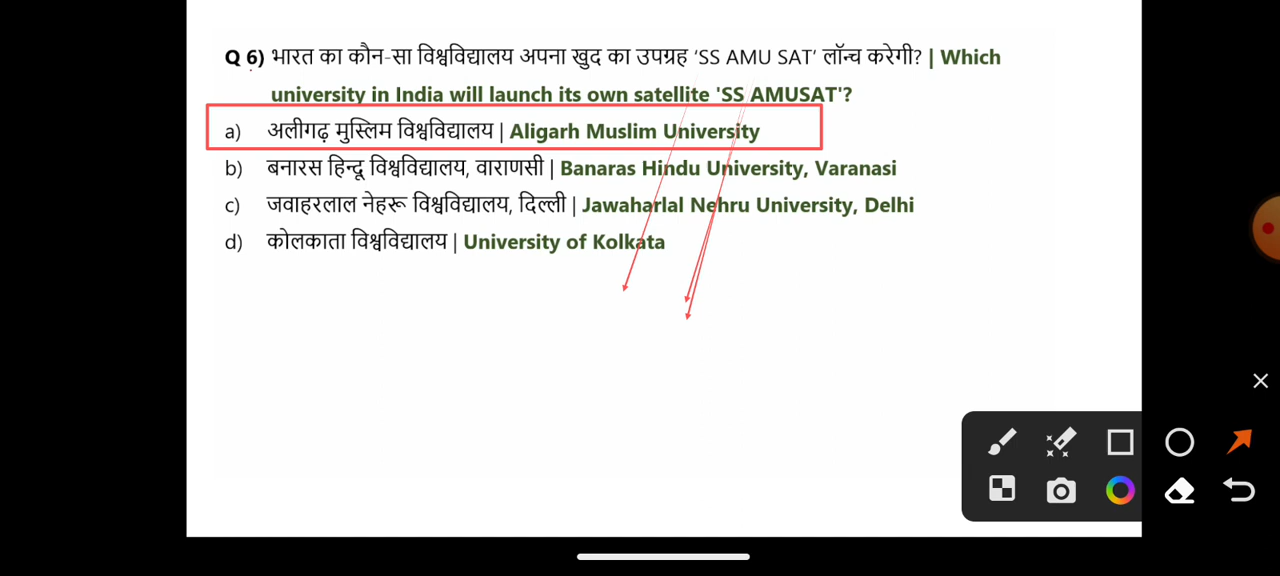 Q 6) भारत का कौन-सा विश्वविद्यालय अपना खुद का उपग्रह ‘SS AMU SAT’ लॉन्च करेगी? | Which
university in India will launch its own satellite 'SS AMUSAT'?
a) अलीगढ़ मुस्लिम विश्वविद्यालय | Aligarh Muslim University
b) बनारस हिन्दू विश्वविद्यालय, वाराणसी | Banaras Hindu University, Varanasi
c) जवाहरलाल नेहरू विश्वविद्यालय, दिल्ली | Jawaharlal Nehru University, Delhi
d) कोलकाता विश्वविद्यालय | University of Kolkata